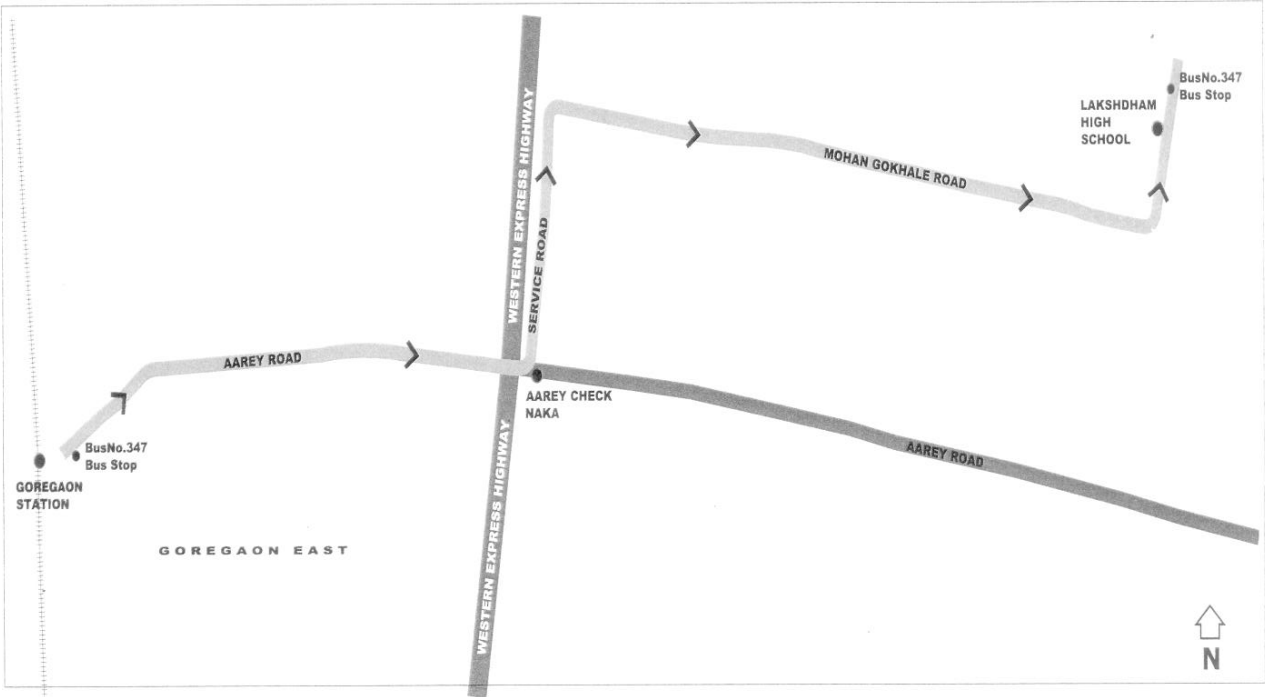 BusNo.347
Bus Stop
LAKSHDHAM
HIGH
SCHOOL
WESTERN EXPRESS HIGHWAY
MOHAN GOKHALE ROAD
SERVICE ROAD
AAREY ROAD
AAREY CHECK
NAKA
BusNo.347
Bus Stop
AAREY ROAD
GOREGAON
STATION
WESTERN EXPRESS HIGHWAY
GOREGAON EAST
N